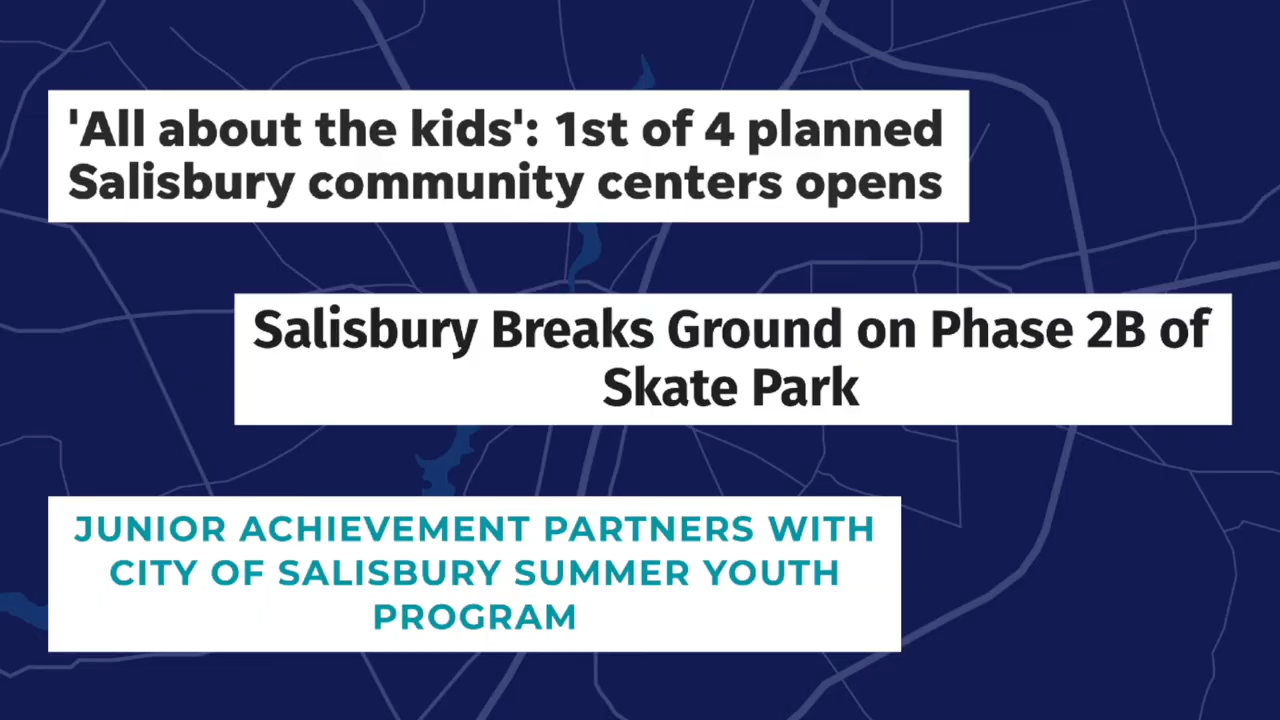 'All about the kids': 1st of 4 planned
Salisbury community centers opens
Salisbury Breaks Ground on Phase 2B of
Skate Park
JUNIOR ACHIEVEMENT PARTNERS WITH
CITY OF SALISBURY SUMMER YOUTH
PROGRAM